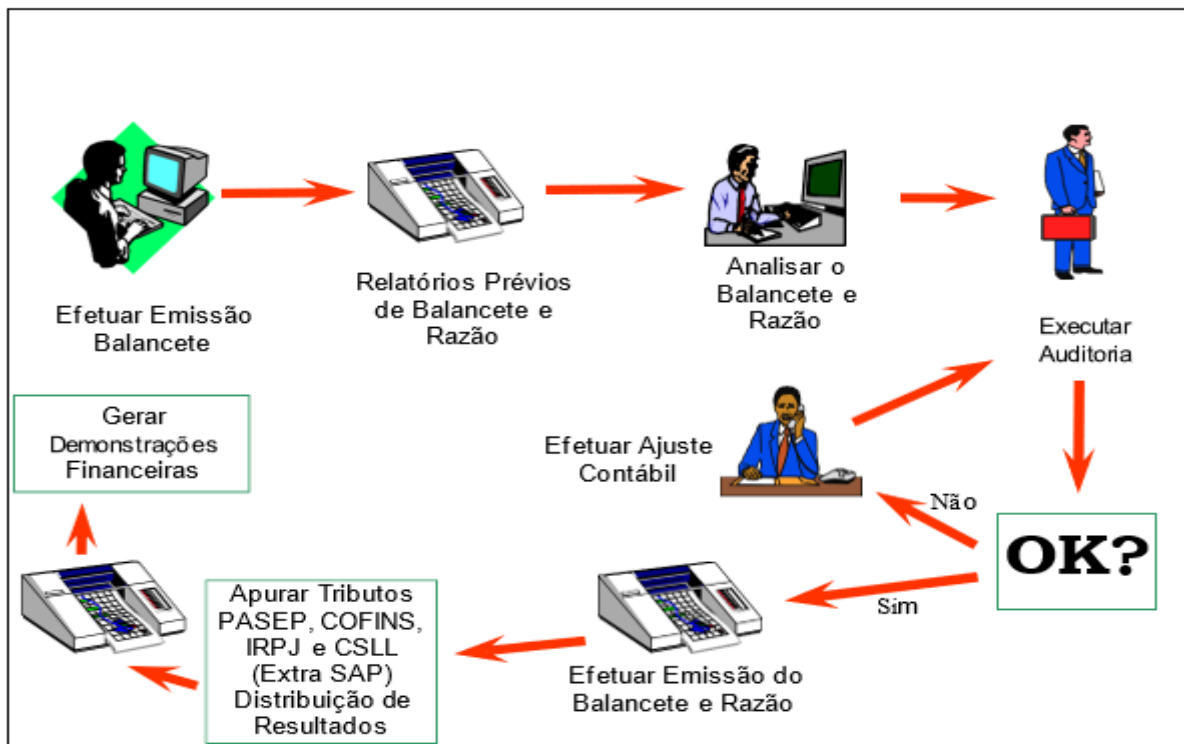 Efetuar Emissão
Balancete
Relatórios Prévios
de Balancete e
Razão
Analisar o
Balancete e
Razão
Executar
Auditoria
OK?
Não
Efetuar Ajuste
Contábil
Sim
Efetuar Emissão do
Balancete e Razão
Apurar Tributos
PASEP, COFINS,
IRPJ e CSLL
(Extra SAP)
Distribuição de
Resultados
Gerar
Demonstrações
Financeiras